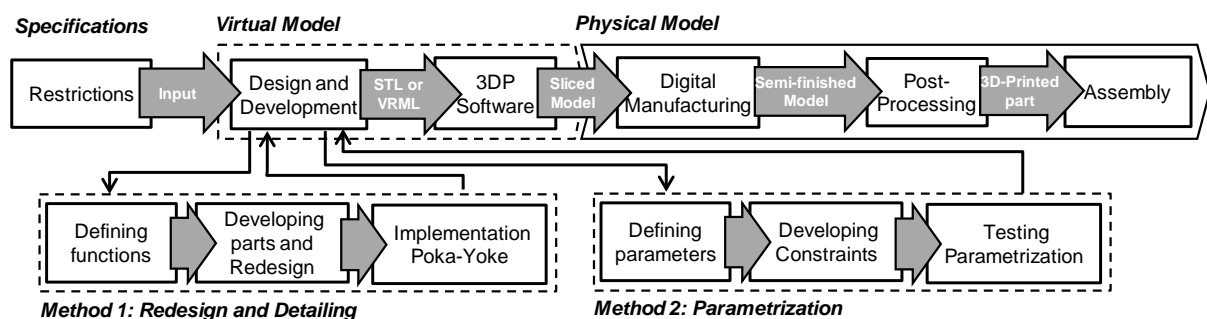 Specifications
Virtual Model
Physical Model
Restrictions
Input
Design and
Development
STL or
VRML
3DP
Software
Sliced
Model
Digital
Manufacturing
Semi-finished
Model
Post-
Processing
3D-Printed
part
Assembly
Defining
functions
Developing
parts and
Redesign
Implementation
Poka-Yoke
Defining
parameters
Developing
Constraints
Testing
Parametrization
Method 1: Redesign and Detailing
Method 2: Parametrization